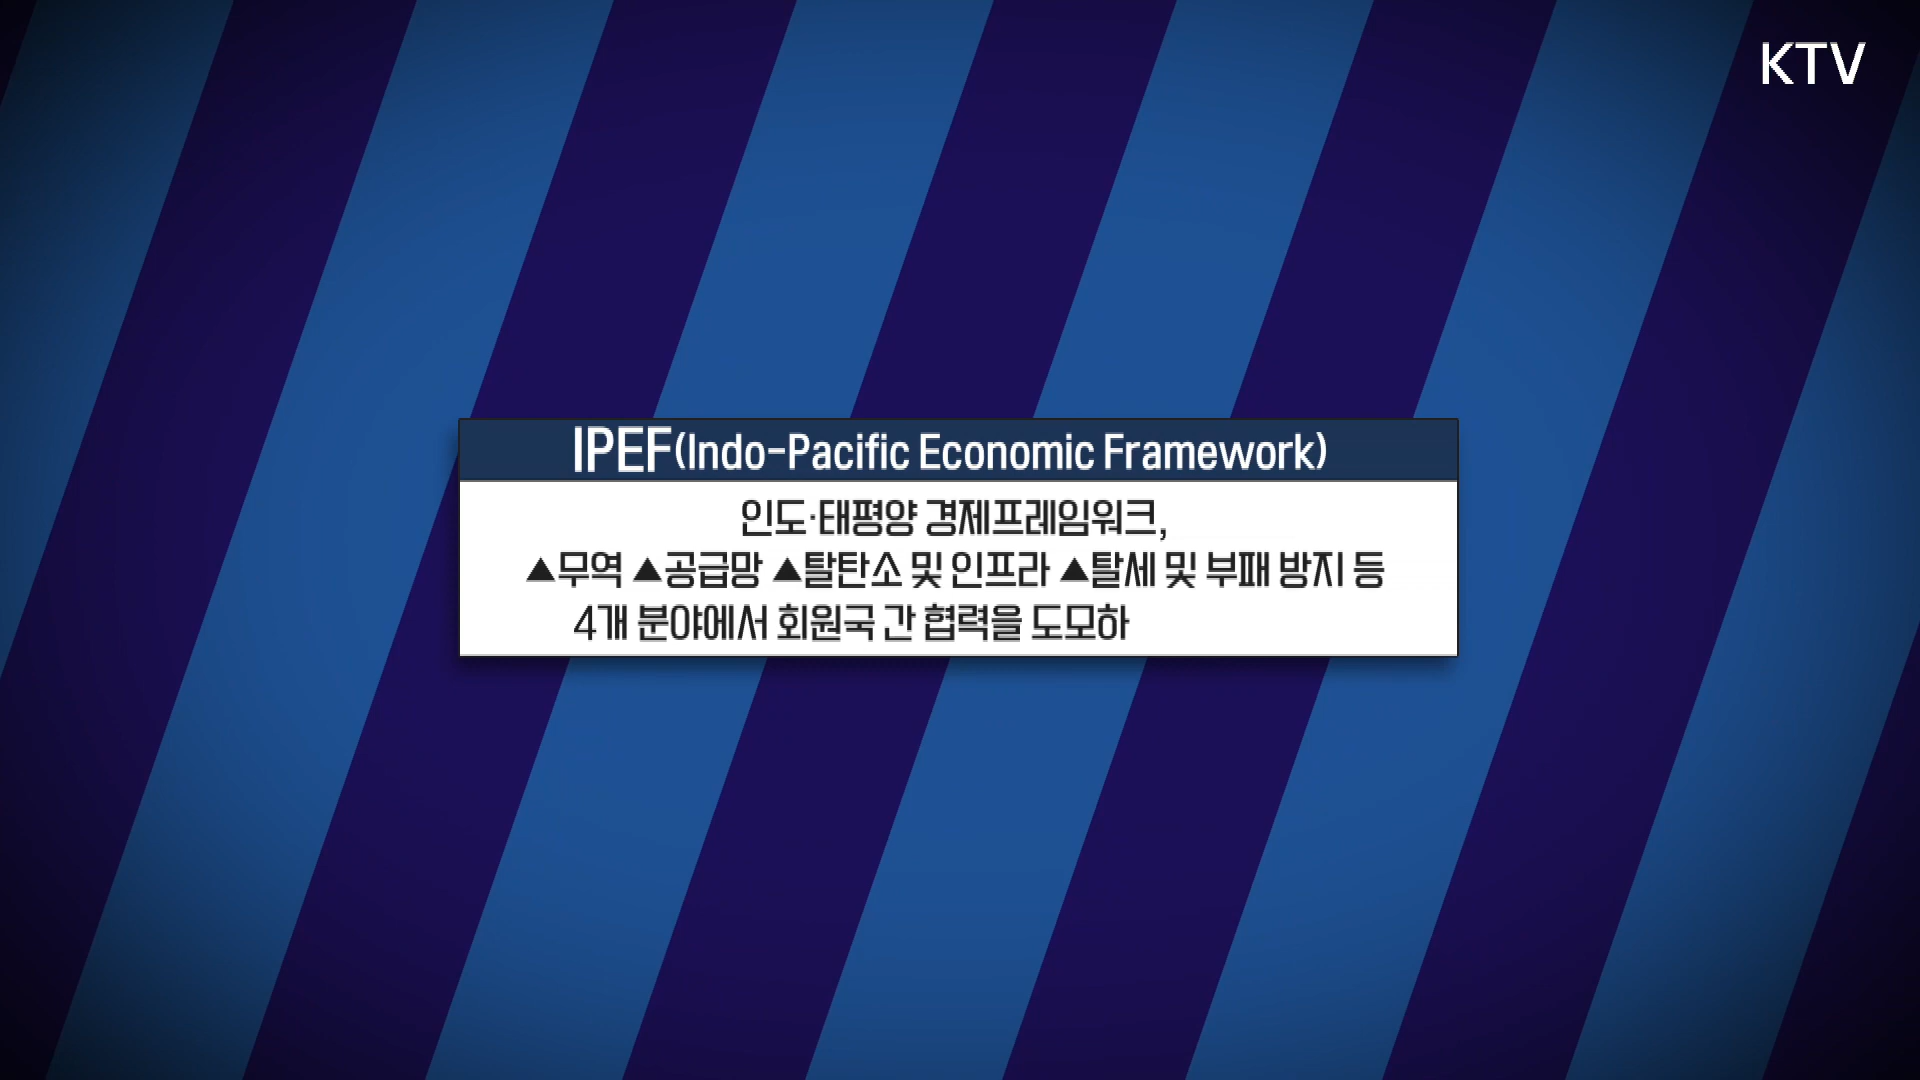 KTV
IPEF(Indo-Pacific Economic Framework)
인도·태평양 경제프레임워크,
▲무역 ▲공급망 ▲탈탄소 및 인프라 ▲탈세 및 부패 방지 등
4개 분야에서 회원국 간 협력을 도모하